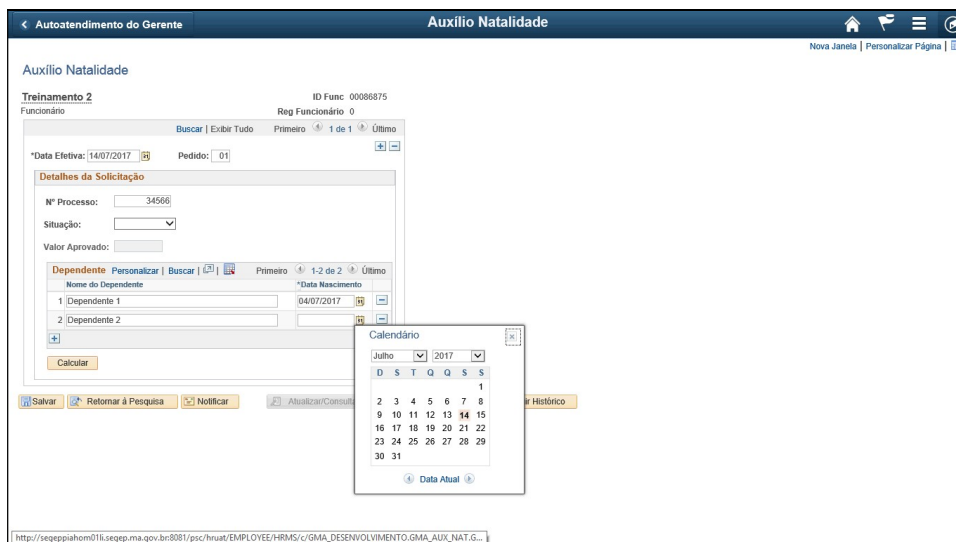 Autoatendimento do Gerente Auxílio Natalidade
Nova Janela | Personalizar Página |
Auxílio Natalidade
Treinamento 2 ID Func 00086875
Funcionário Reg Funcionário 0
Buscar | Exibir Tudo Primeiro 1 de 1 Último
*Data Efetiva: 14/07/2017 Pedido: 01
Detalhes da Solicitação
Nº Processo: 34566
Situação:
Valor Aprovado:
Dependente Personalizar | Buscar | | Primeiro 1-2 de 2 Último
Nome do Dependente *Data Nascimento
1 Dependente 1 04/07/2017
2 Dependente 2
Calendário
Calcular
Julho 2017
D S T Q Q S S
1
2 3 4 5 6 7 8
9 10 11 12 13 14 15
16 17 18 19 20 21 22
23 24 25 26 27 28 29
30 31
Data Atual
Salvar Retornar à Pesquisa Notificar Atualizar/Consulta ir Histórico
http://segeppiahom01li.segep.ma.gov.br:8081/psc/hruat/EMPLOYEE/HRMS/c/GMA_DESENVOLVIMENTO.GMA_AUX_NAT.G...